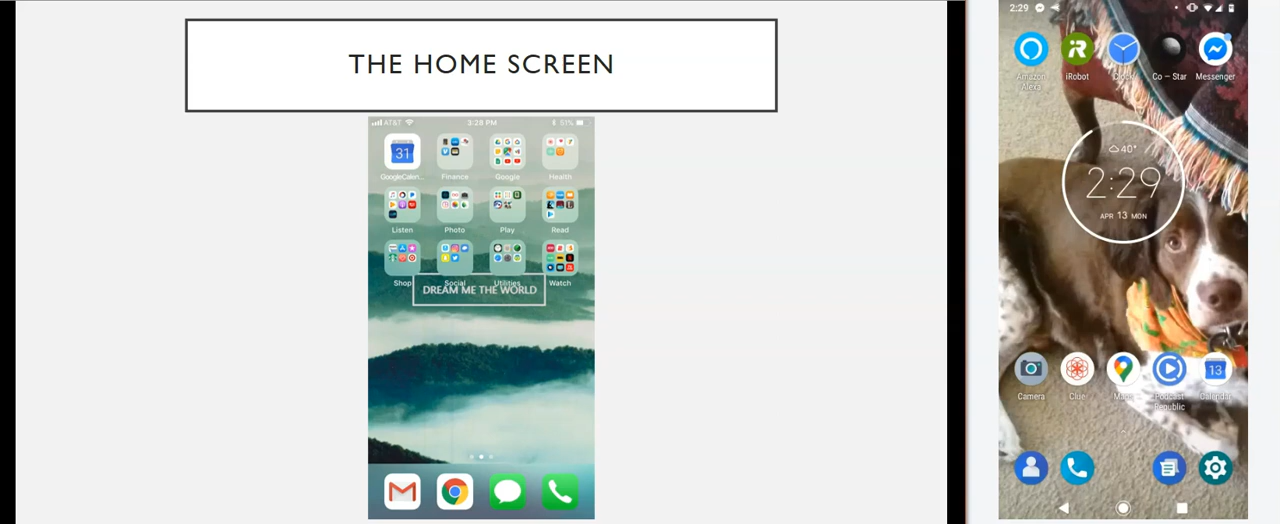 THE HOME SCREEN
AT&T 3:28 PM 51%
31
GoogleCalen... Finance Google Health
Listen Photo Play Read
Shop Social Utilities Watch
DREAM ME THE WORLD
2:29
Amazon Alexa iRobot Clock Co – Star Messenger
40°
2:29
APR 13 MON
13
Camera Clue Maps Podcast Republic Calendar